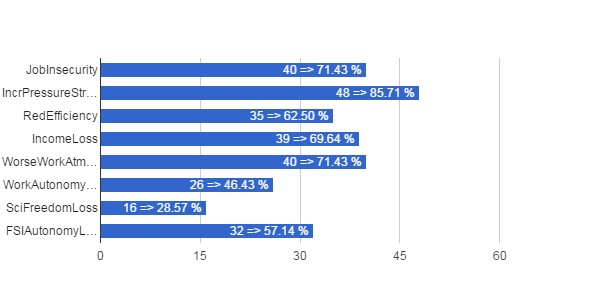 JobInsecurity 40 => 71.43 %
IncrPressureStr... 48 => 85.71 %
RedEfficiency 35 => 62.50 %
IncomeLoss 39 => 69.64 %
WorseWorkAtm... 40 => 71.43 %
WorkAutonomy... 26 => 46.43 %
SciFreedomLoss 16 => 28.57 %
FSIAutonomyL... 32 => 57.14 %
0 15 30 45 60